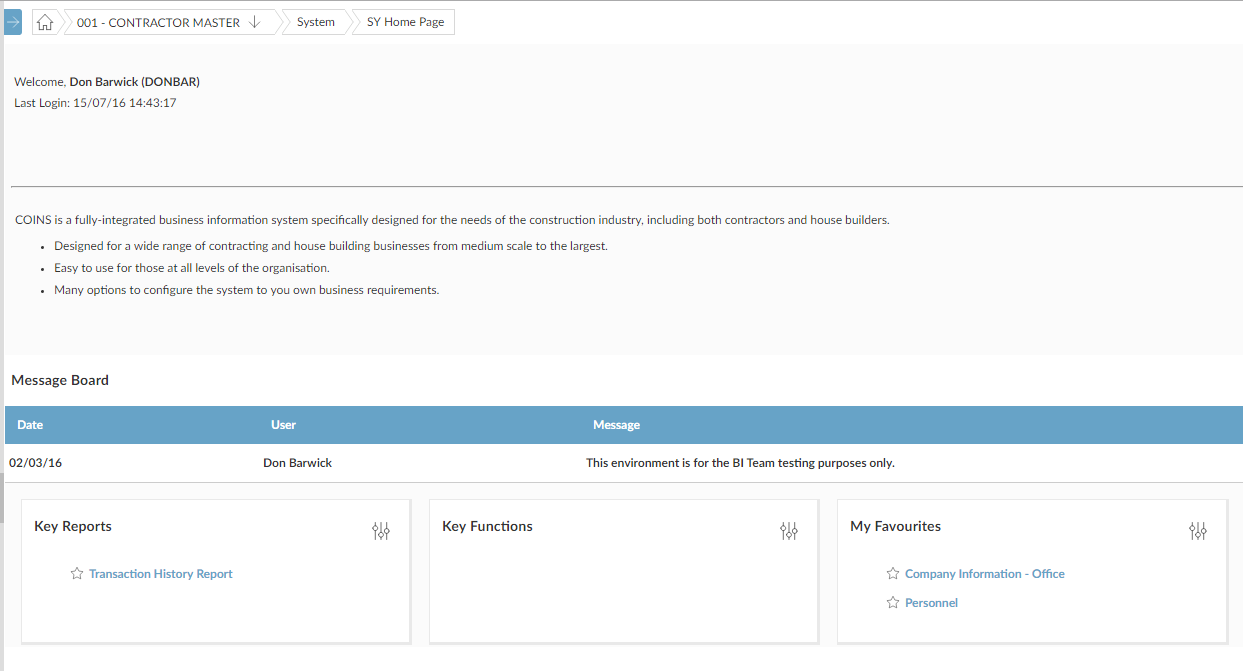 001 - CONTRACTOR MASTER System SY Home Page
Welcome, Don Barwick (DONBAR)
Last Login: 15/07/16 14:43:17
COINS is a fully-integrated business information system specifically designed for the needs of the construction industry, including both contractors and house builders.
• Designed for a wide range of contracting and house building businesses from medium scale to the largest.
• Easy to use for those at all levels of the organisation.
• Many options to configure the system to you own business requirements.
Message Board
Date User Message
02/03/16 Don Barwick This environment is for the BI Team testing purposes only.
Key Reports
Transaction History Report
Key Functions
My Favourites
Company Information - Office
Personnel